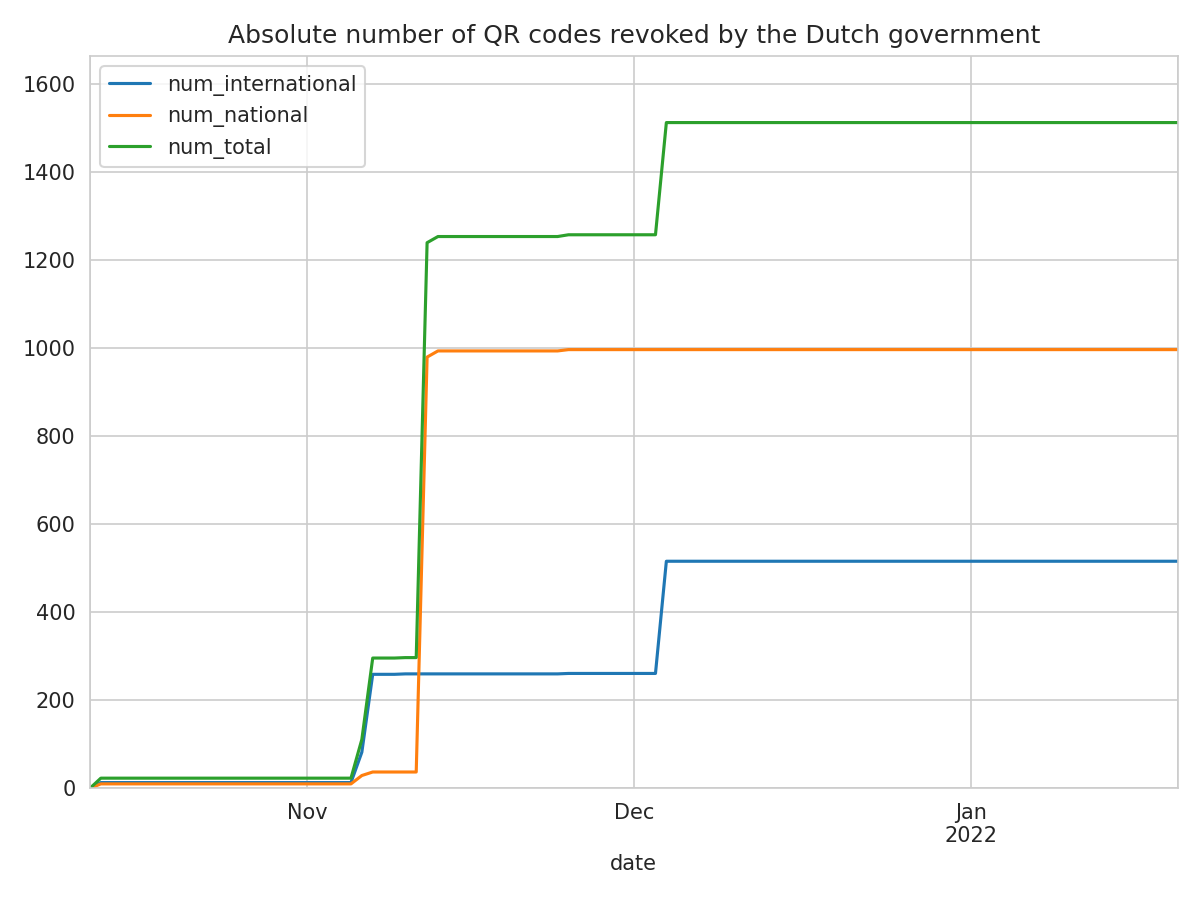 Absolute number of QR codes revoked by the Dutch government
num_international
num_national
num_total
1600
1400
1200
1000
800
600
400
200
0
Nov
Dec
Jan
2022
date